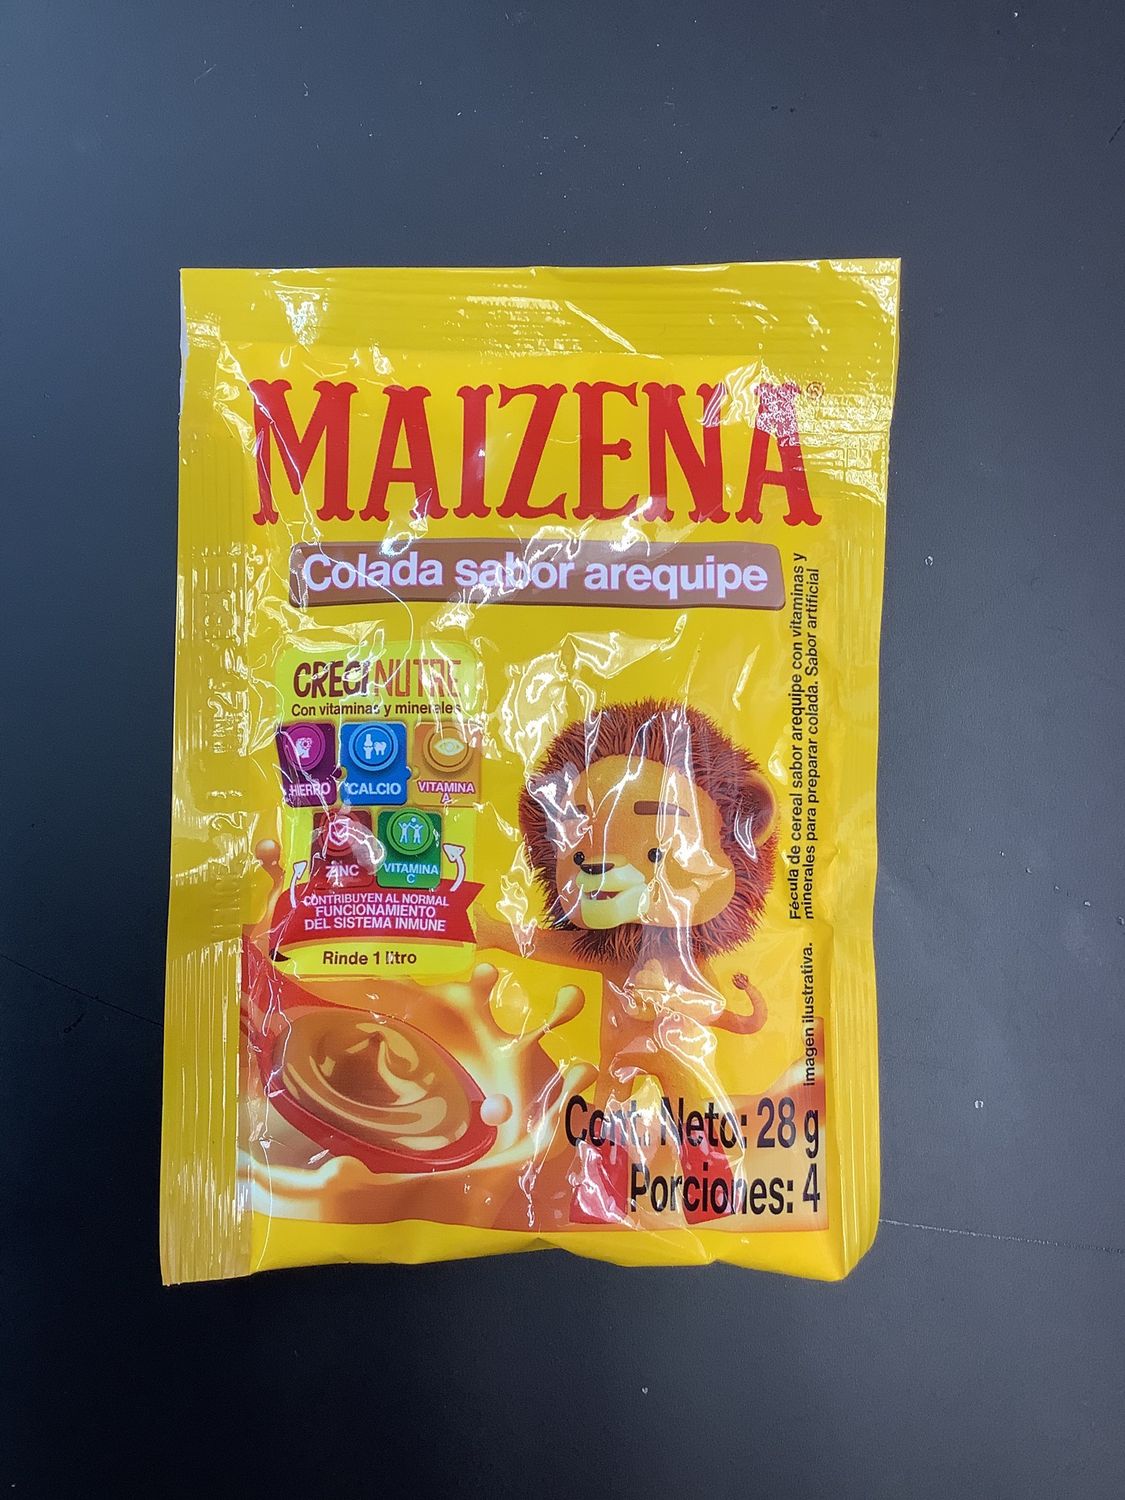 MAIZENA®
Colada sabor arequipe
CRECINUTRE
Con vitaminas y minerales
HIERRO
CALCIO
VITAMINA
A
ZINC
VITAMINA
C
CONTRIBUYEN AL NORMAL
FUNCIONAMIENTO
DEL SISTEMA INMUNE
Rinde 1 litro
Fécula de cereal sabor arequipe con vitaminas y
minerales para preparar colada. Sabor artificial
imagen ilustrativa.
Cont. Neto: 28 g
Porciones: 4